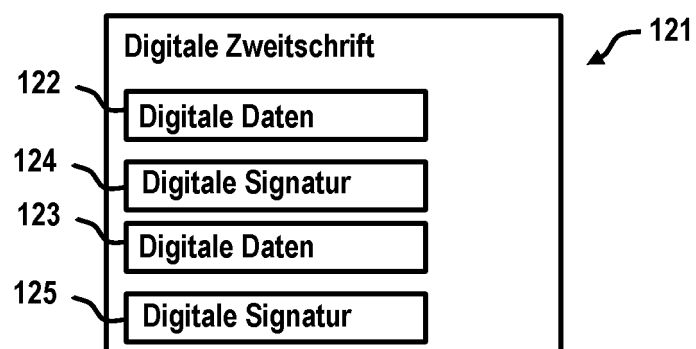 Digitale Zweitschrift
121
122
Digitale Daten
124
Digitale Signatur
123
Digitale Daten
125
Digitale Signatur